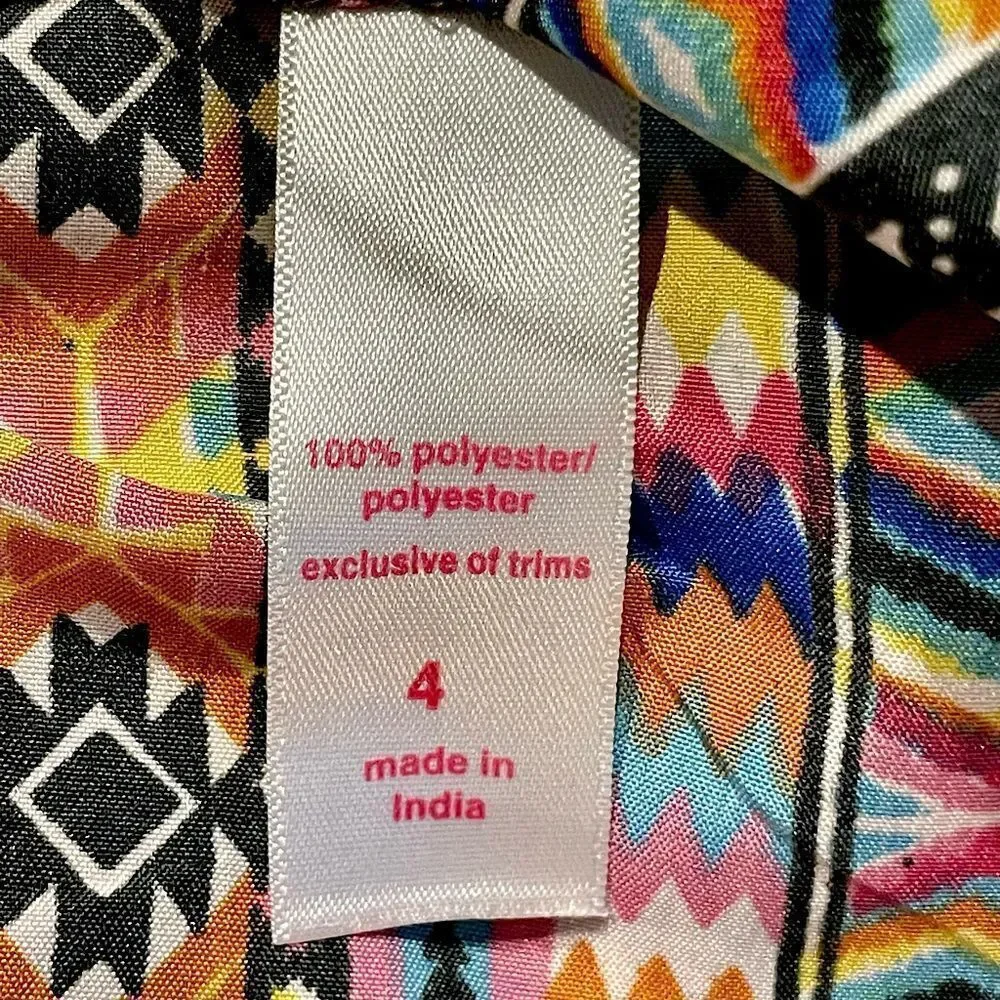 100% polyester/
polyester
exclusive of trims
4
made in
India